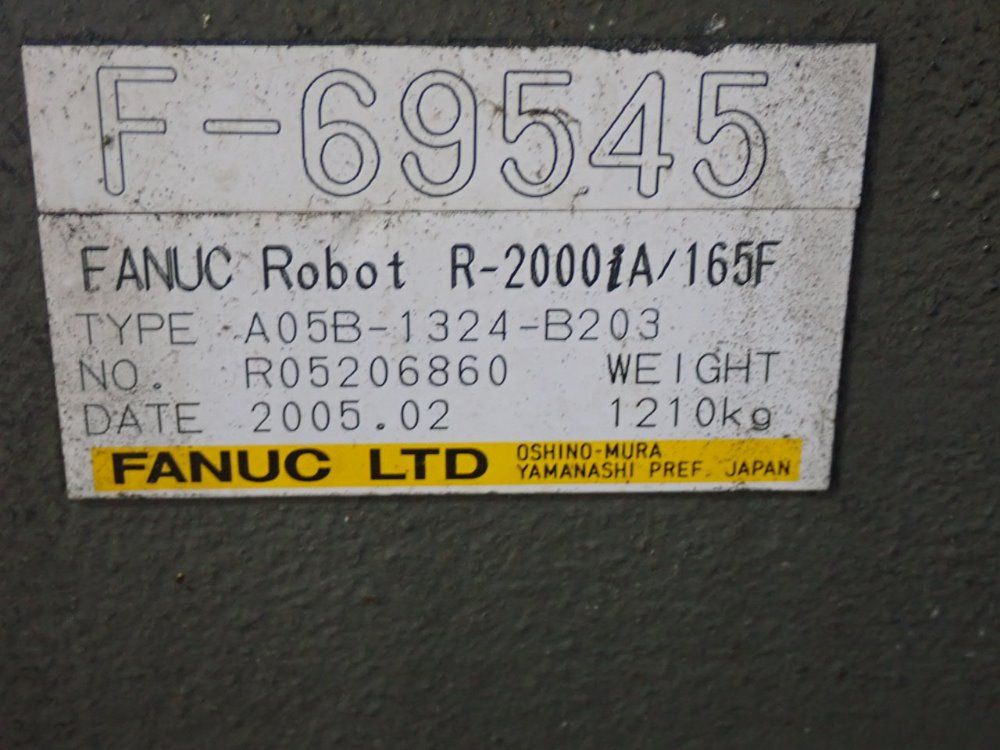 F-69545
FANUC Robot R-2000iA/165F
TYPE A05B-1324-B203
NO. R05206860 WEIGHT
DATE 2005.02 1210kg
FANUC LTD OSHINO-MURA
YAMANASHI PREF. JAPAN